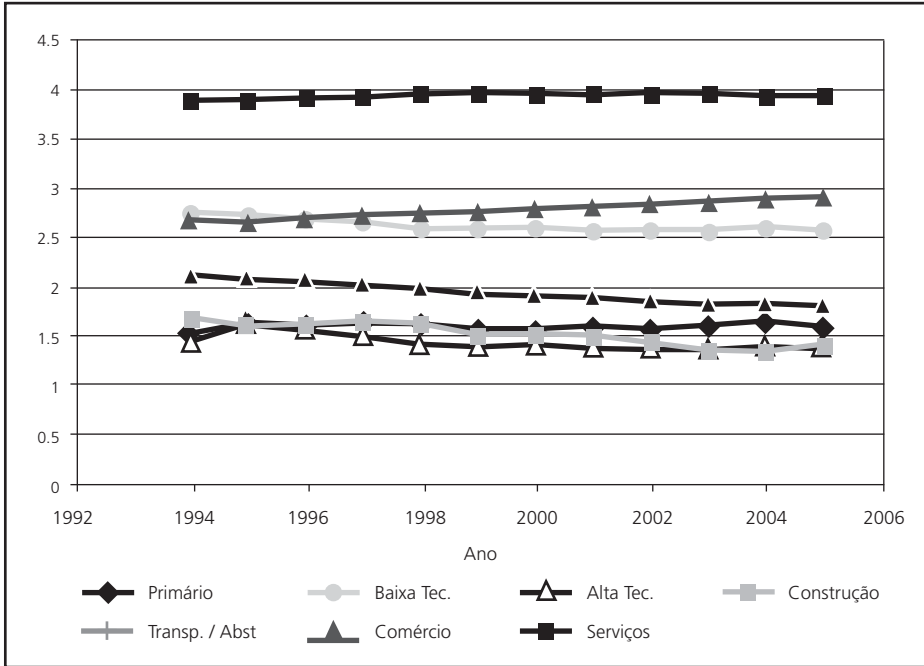 4.5
4
3.5
3
2.5
2
1.5
1
0.5
0
1992 1994 1996 1998 2000 2002 2004 2006
Ano
Primário Baixa Tec. Alta Tec. Construção
Transp. / Abst Comércio Serviços